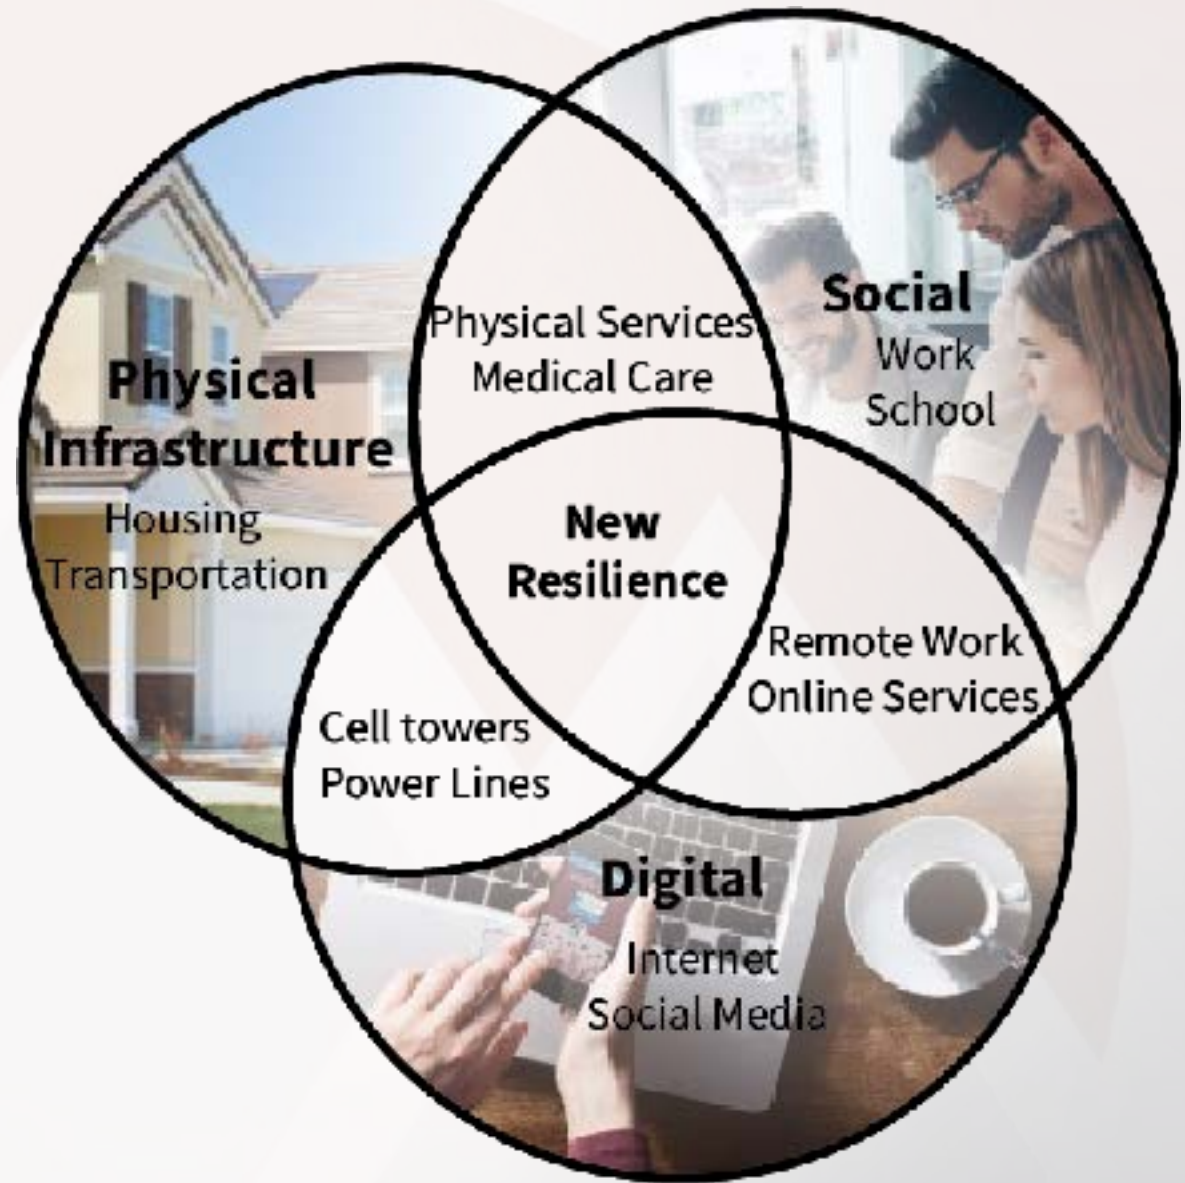 Physical
Infrastructure
Housing
Transportation
Physical Services
Medical Care
Social
Work
School
New
Resilience
Cell towers
Power Lines
Remote Work
Online Services
Digital
Internet
Social Media